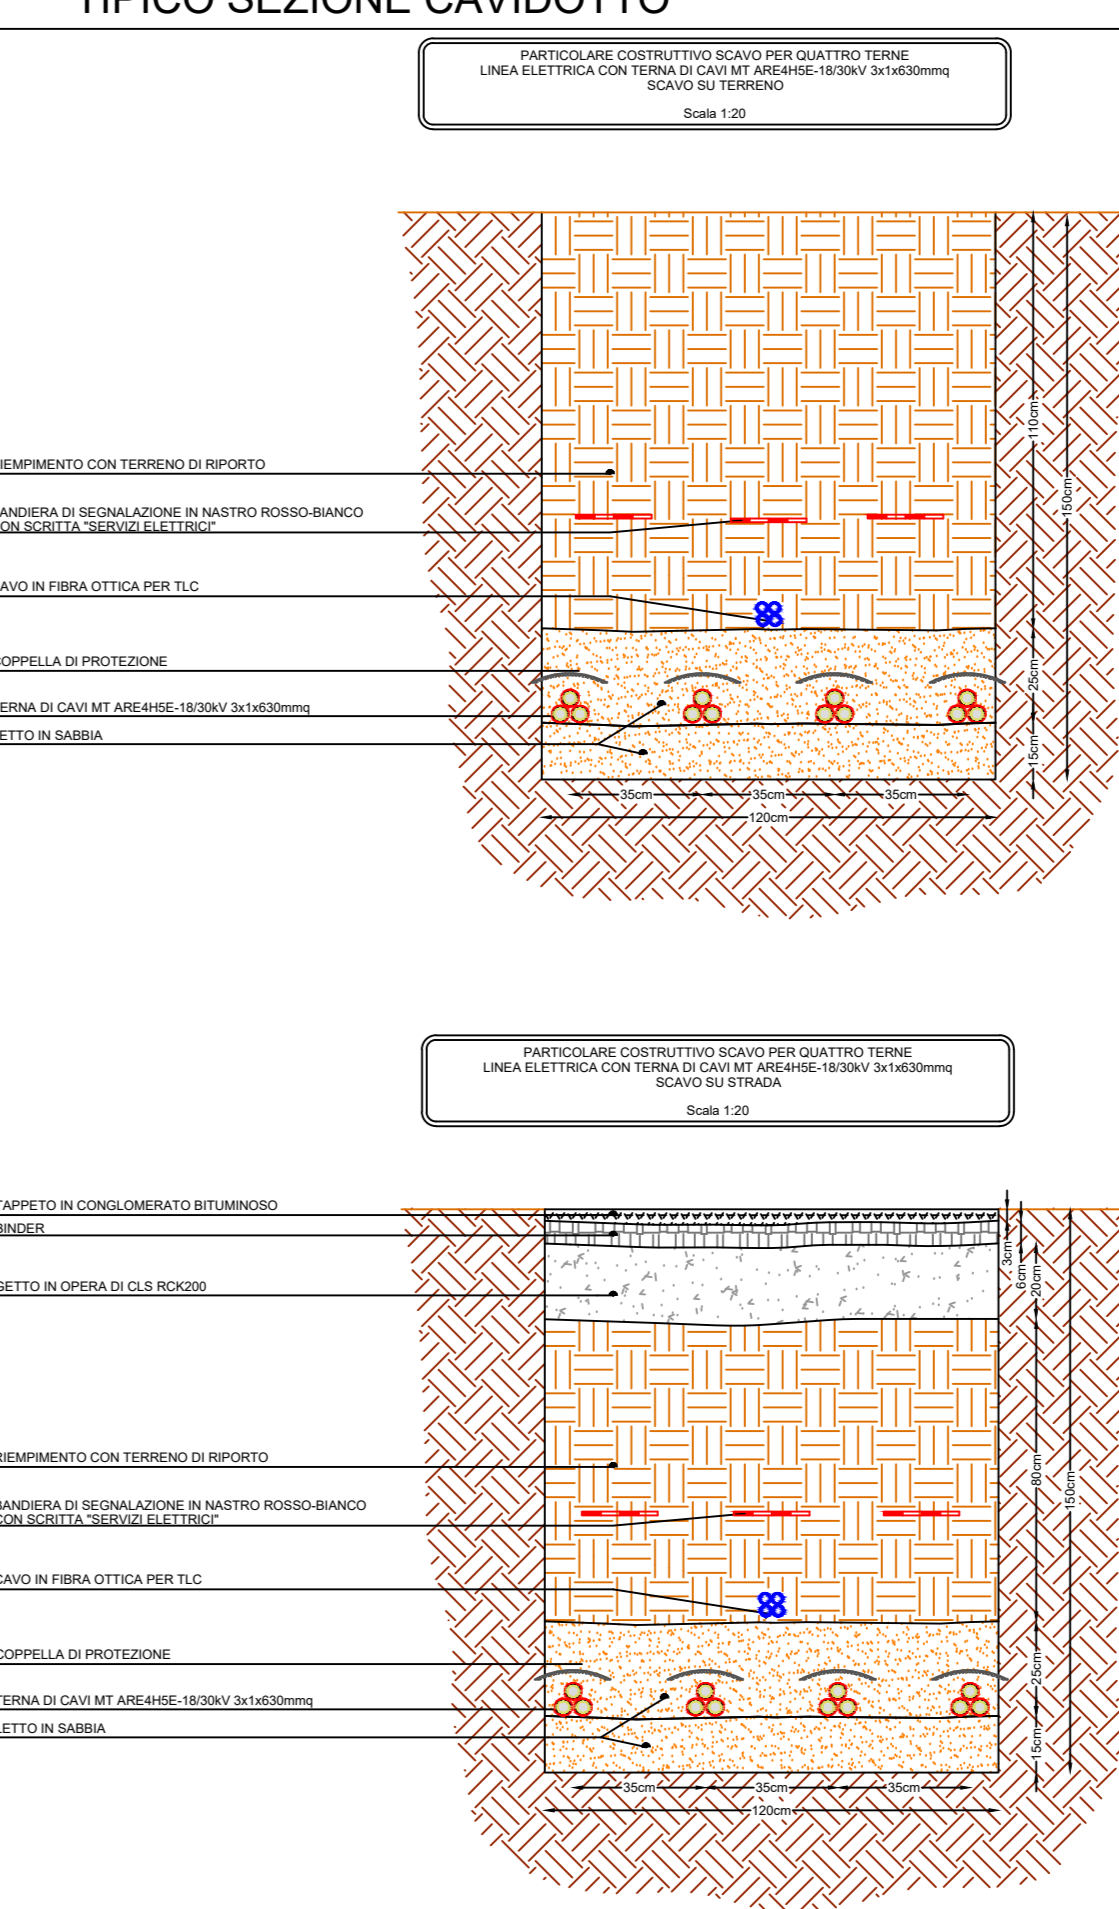 TIPICO SEZIONE CAVIDOTTO
PARTICOLARE COSTRUTTIVO SCAVO PER QUATTRO TERNE
LINEA ELETTRICA CON TERNA DI CAVI MT ARE4H5E-18/30kV 3x1x630mmq
SCAVO SU TERRENO
Scala 1:20
IEMPIMENTO CON TERRENO DI RIPORTO
ANDIERA DI SEGNALAZIONE IN NASTRO ROSSO-BIANCO
ON SCRITTA "SERVIZI ELETTRICI"
AVO IN FIBRA OTTICA PER TLC
COPPELLA DI PROTEZIONE
ERNA DI CAVI MT ARE4H5E-18/30kV 3x1x630mmq
ETTO IN SABBIA
110cm
150cm
25cm
15cm
35cm
35cm
35cm
120cm
PARTICOLARE COSTRUTTIVO SCAVO PER QUATTRO TERNE
LINEA ELETTRICA CON TERNA DI CAVI MT ARE4H5E-18/30kV 3x1x630mmq
SCAVO SU STRADA
Scala 1:20
TAPPETO IN CONGLOMERATO BITUMINOSO
BINDER
GETTO IN OPERA DI CLS RCK200
RIEMPIMENTO CON TERRENO DI RIPORTO
BANDIERA DI SEGNALAZIONE IN NASTRO ROSSO-BIANCO
CON SCRITTA "SERVIZI ELETTRICI"
CAVO IN FIBRA OTTICA PER TLC
COPPELLA DI PROTEZIONE
TERNA DI CAVI MT ARE4H5E-18/30kV 3x1x630mmq
LETTO IN SABBIA
3cm
6cm
20cm
80cm
150cm
25cm
15cm
35cm
35cm
35cm
120cm